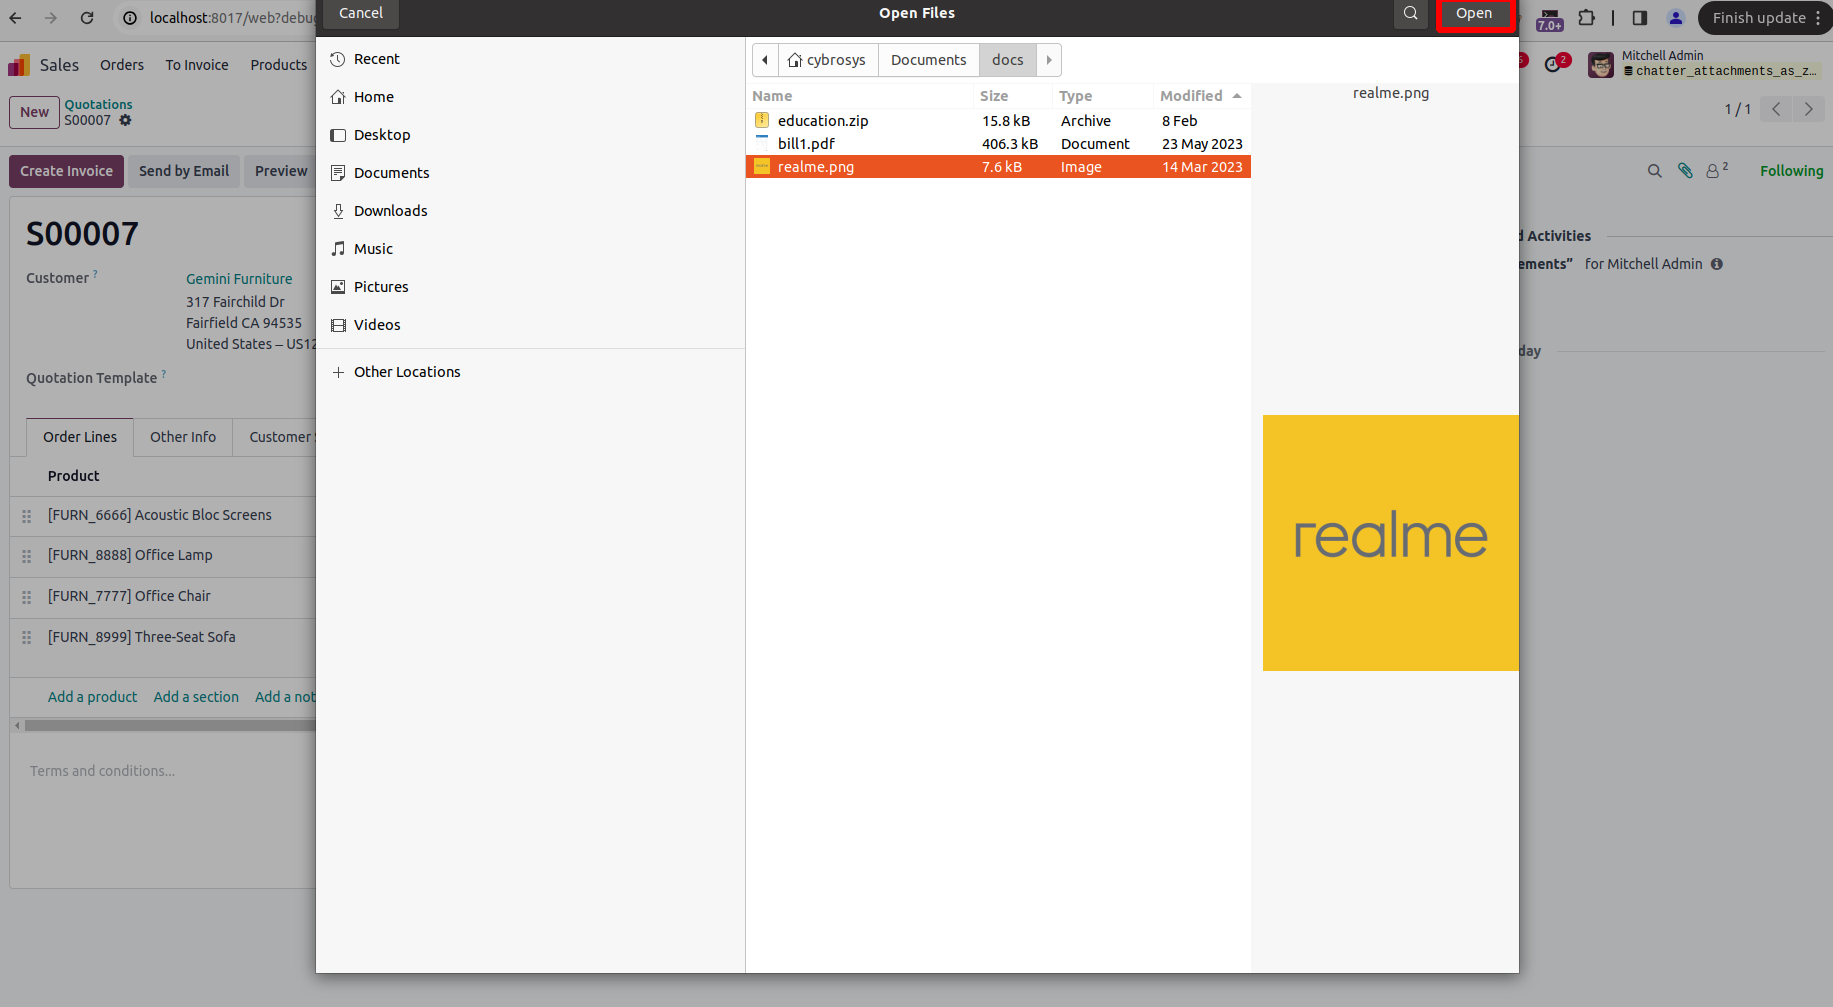 localhost:8017/web?debu
7.0+
Finish update
Sales
Orders
To Invoice
Products
5
2
Mitchell Admin
chatter_attachments_as_z...
New
Quotations
S00007
1 / 1
Create Invoice
Send by Email
Preview
2
Following
S00007
Customer ?
Gemini Furniture
317 Fairchild Dr
Fairfield CA 94535
United States – US12
Quotation Template ?
Order Lines
Other Info
Customer
Product
[FURN_6666] Acoustic Bloc Screens
[FURN_8888] Office Lamp
[FURN_7777] Office Chair
[FURN_8999] Three-Seat Sofa
Add a product
Add a section
Add a not
Terms and conditions...
d Activities
ements”
for Mitchell Admin
day
Cancel
Open Files
Open
Recent
Home
Desktop
Documents
Downloads
Music
Pictures
Videos
Other Locations
cybrosys
Documents
docs
Name Size Type Modified
education.zip 15.8 kB Archive 8 Feb
bill1.pdf 406.3 kB Document 23 May 2023
realme.png 7.6 kB Image 14 Mar 2023
realme.png
realme